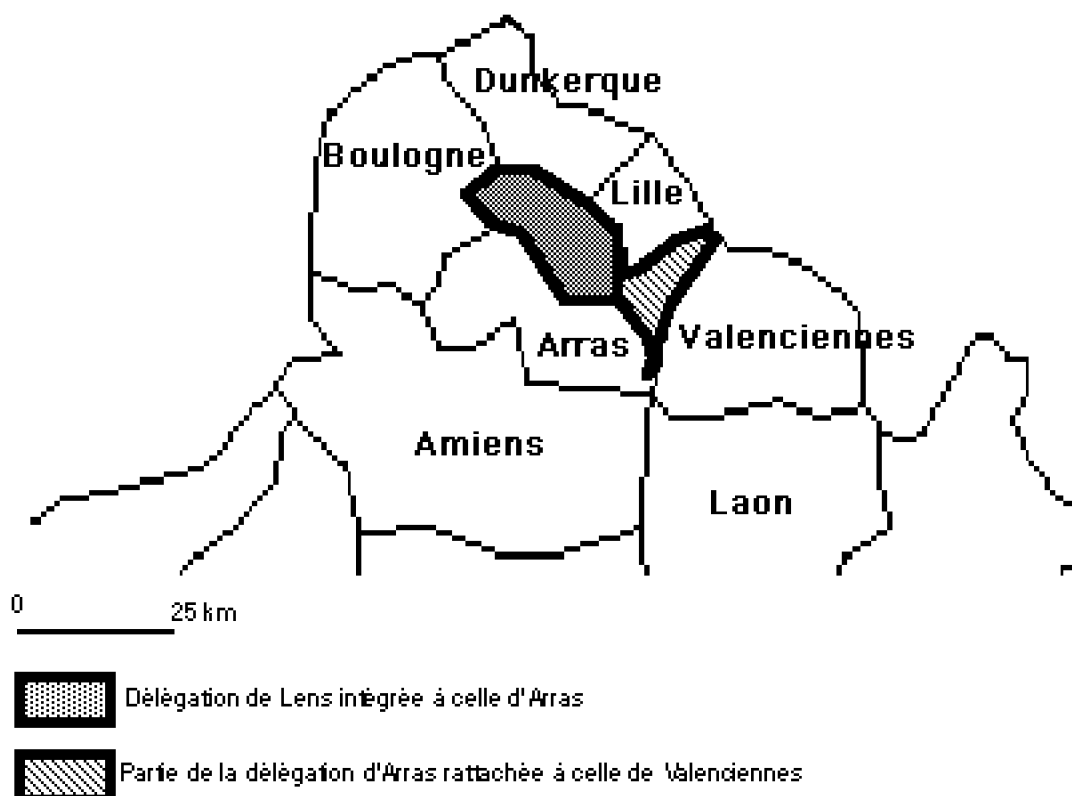 Dunkerque
Boulogne
Lille
Arras
Valenciennes
Amiens
Laon
0 25 km
Délégation de Lens intégrée à celle d'Arras
Partie de la délégation d'Arras rattachée à celle de Valenciennes